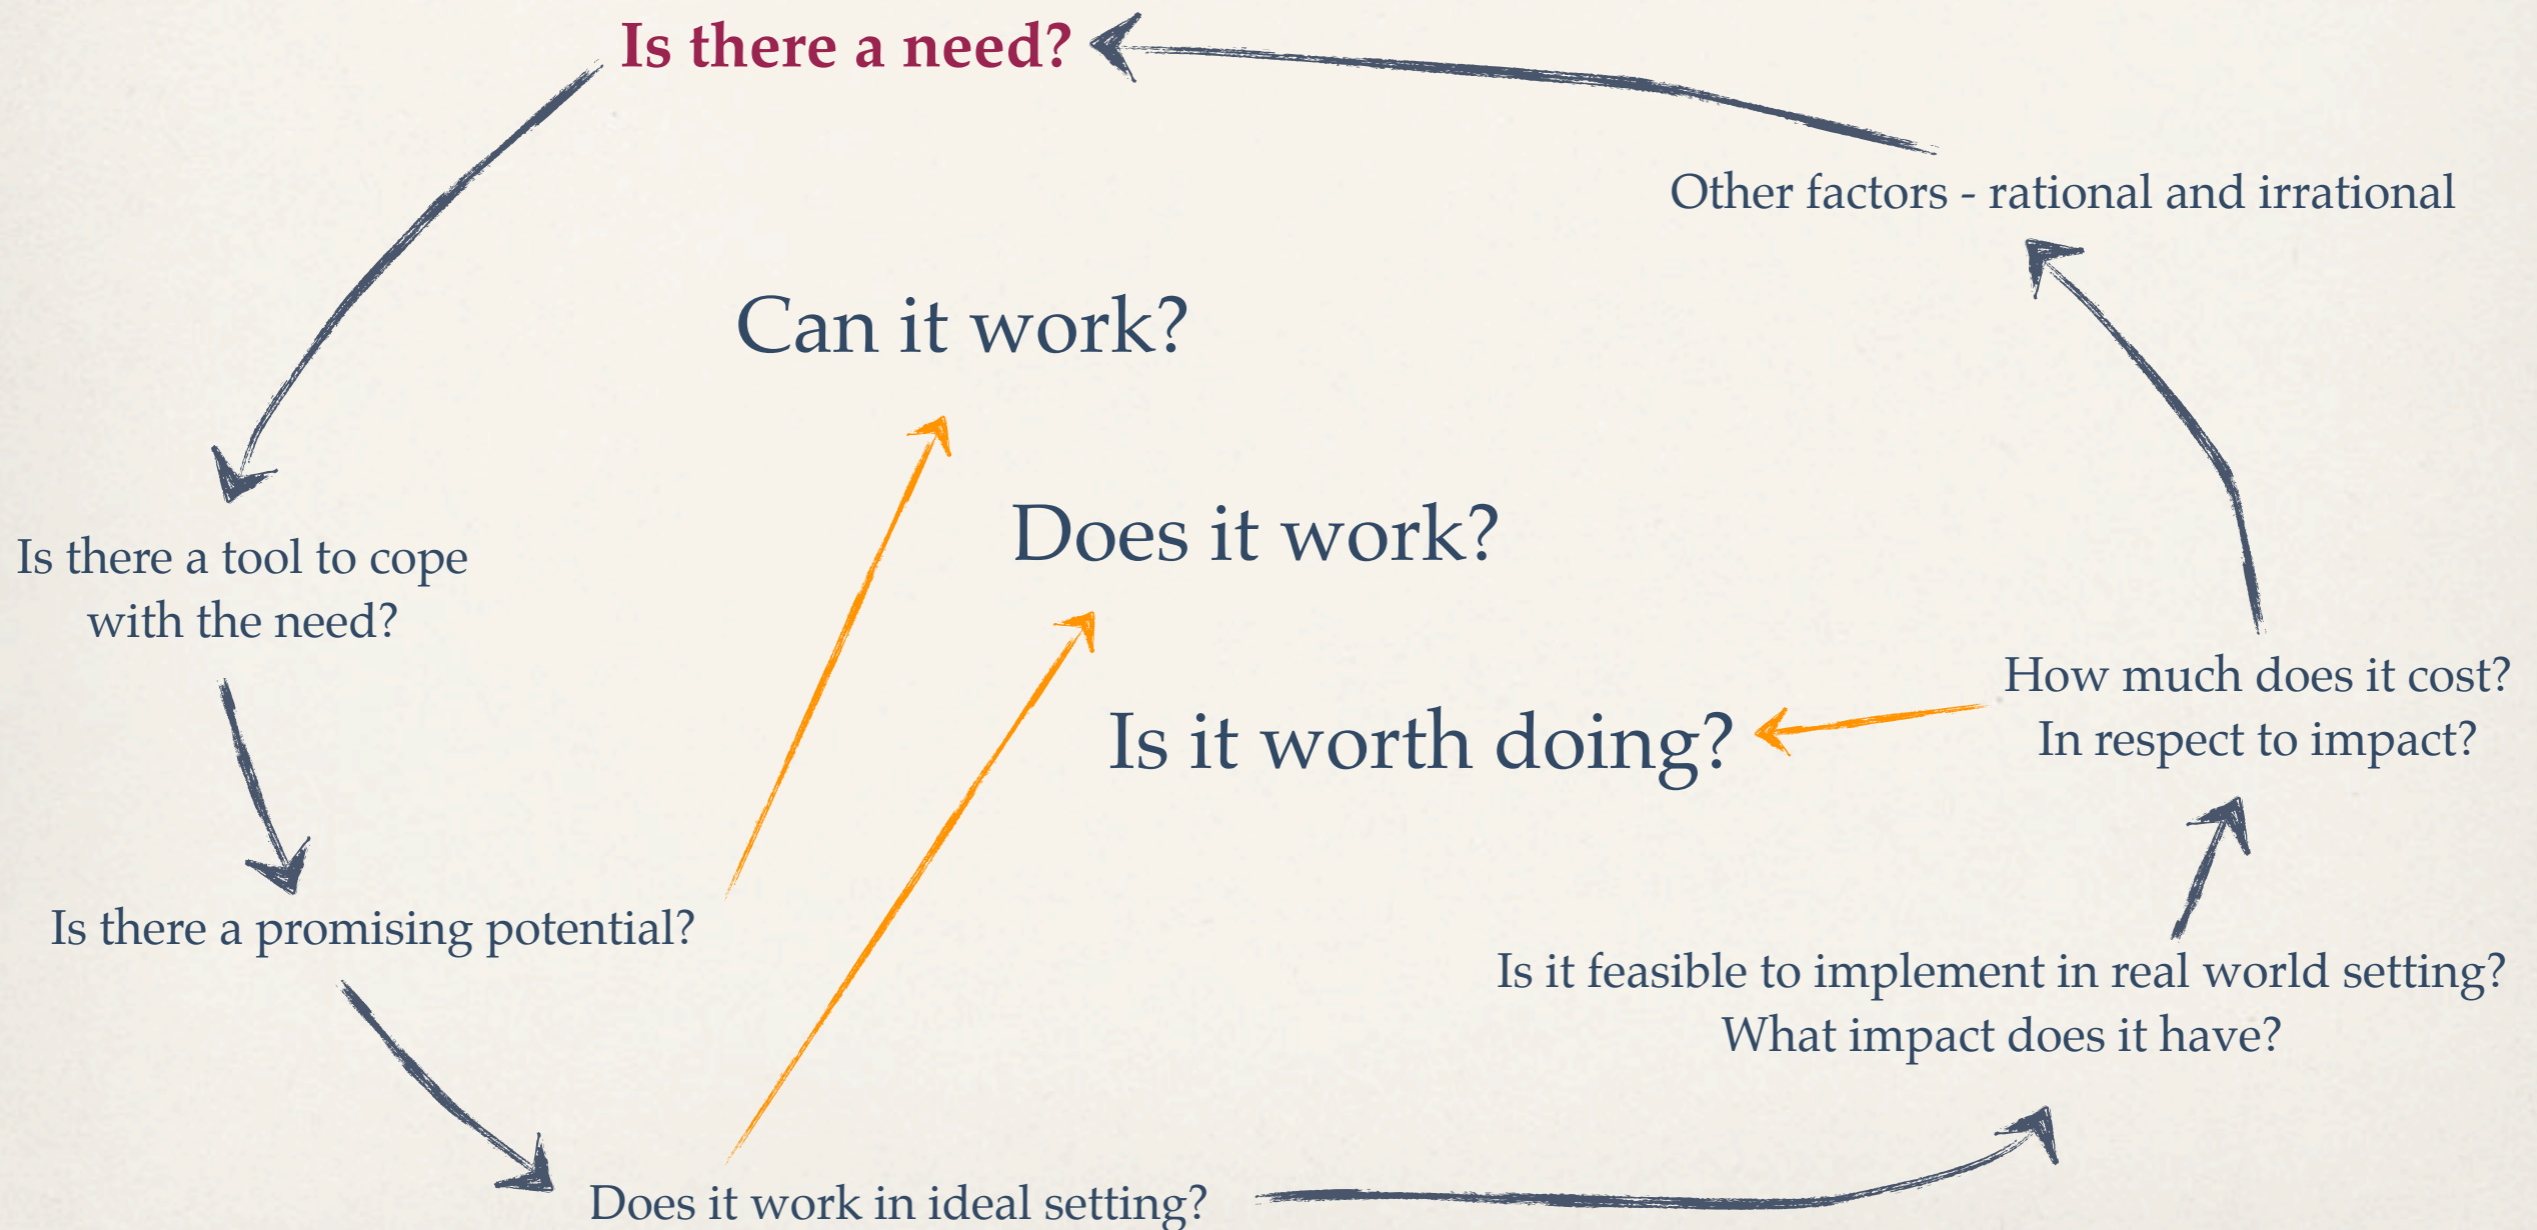 Is there a need?
Other factors - rational and irrational
Can it work?
Does it work?
Is there a tool to cope
with the need?
Is it worth doing?
How much does it cost?
In respect to impact?
Is there a promising potential?
Is it feasible to implement in real world setting?
What impact does it have?
Does it work in ideal setting?